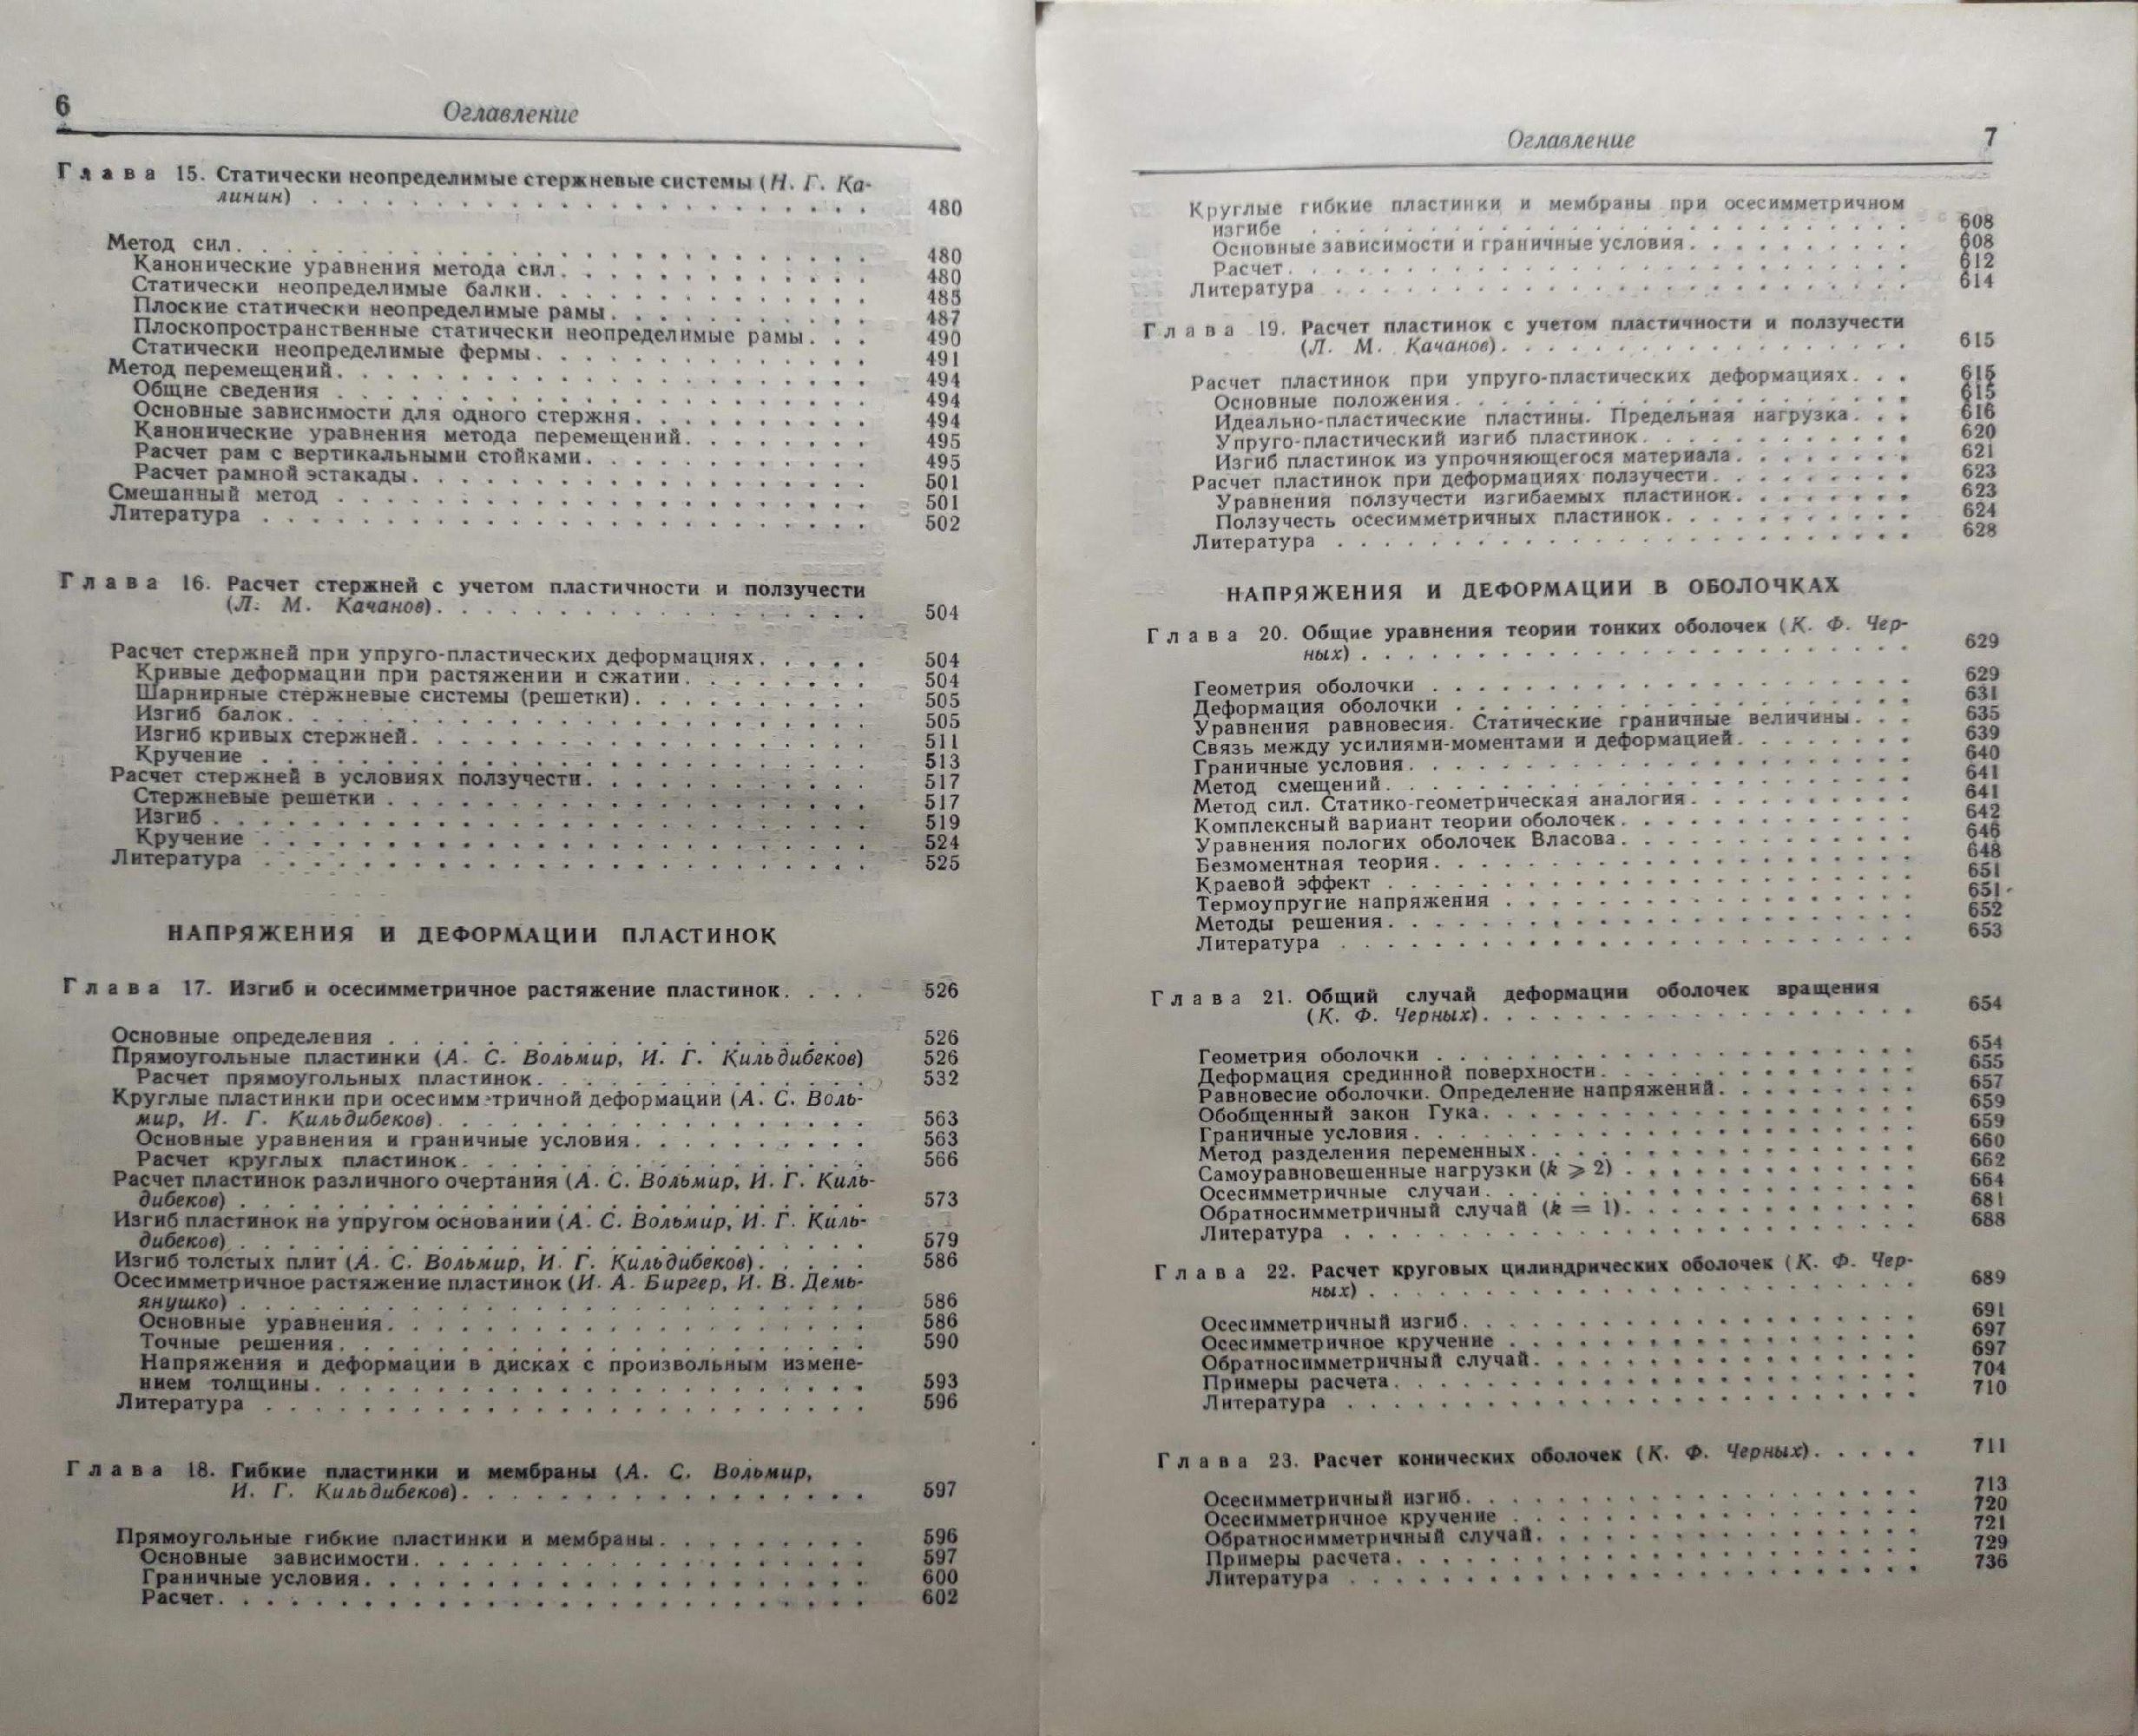 6
Оглавление
Глава 15. Статически неопределимые стержневые системы (Н. Г. Ка-
линин) . . . 480
Метод сил . . . 480
Канонические уравнения метода сил . . . 480
Статически неопределимые балки . . . 485
Плоские статически неопределимые рамы . . . 487
Плоскопространственные статически неопределимые рамы . . . 490
Статически неопределимые фермы . . . 491
Метод перемещений . . . 494
Общие сведения . . . 494
Основные зависимости для одного стержня . . . 494
Канонические уравнения метода перемещений . . . 495
Расчет рам с вертикальными стойками . . . 495
Расчет рамной эстакады . . . 501
Смешанный метод . . . 501
Литература . . . 502
Глава 16. Расчет стержней с учетом пластичности и ползучести
(Л. М. Качанов) . . . 504
Расчет стержней при упруго-пластических деформациях . . . 504
Кривые деформации при растяжении и сжатии . . . 504
Шарнирные стержневые системы (решетки) . . . 505
Изгиб балок . . . 505
Изгиб кривых стержней . . . 511
Кручение . . . 513
Расчет стержней в условиях ползучести . . . 517
Стержневые решетки . . . 517
Изгиб . . . 519
Кручение . . . 524
Литература . . . 525
НАПРЯЖЕНИЯ И ДЕФОРМАЦИИ ПЛАСТИНОК
Глава 17. Изгиб и осесимметричное растяжение пластинок . . . 526
Основные определения . . . 526
Прямоугольные пластинки (А. С. Вольмир, И. Г. Кильдибеков) 526
Расчет прямоугольных пластинок . . . 532
Круглые пластинки при осесимметричной деформации (А. С. Воль-
мир, И. Г. Кильдибеков) . . . 563
Основные уравнения и граничные условия . . . 563
Расчет круглых пластинок . . . 566
Расчет пластинок различного очертания (А. С. Вольмир, И. Г. Киль-
дибеков) . . . 573
Изгиб пластинок на упругом основании (А. С. Вольмир, И. Г. Киль-
дибеков) . . . 579
Изгиб толстых плит (А. С. Вольмир, И. Г. Кильдибеков) . . . 586
Осесимметричное растяжение пластинок (И. А. Биргер, И. В. Демь-
янушко) . . . 586
Основные уравнения . . . 586
Точные решения . . . 590
Напряжения и деформации в дисках с произвольным измене-
нием толщины . . . 593
Литература . . . 596
Глава 18. Гибкие пластинки и мембраны (А. С. Вольмир,
И. Г. Кильдибеков) . . . 597
Прямоугольные гибкие пластинки и мембраны . . . 596
Основные зависимости . . . 597
Граничные условия . . . 600
Расчет . . . 602
Оглавление
7
Круглые гибкие пластинки и мембраны при осесимметричном
изгибе . . . 608
Основные зависимости и граничные условия . . . 608
Расчет . . . 612
Литература . . . 614
Глава 19. Расчет пластинок с учетом пластичности и ползучести
(Л. М. Качанов) . . . 615
Расчет пластинок при упруго-пластических деформациях . . . 615
Основные положения . . . 615
Идеально-пластические пластины. Предельная нагрузка . . . 616
Упруго-пластический изгиб пластинок . . . 620
Изгиб пластинок из упрочняющегося материала . . . 621
Расчет пластинок при деформациях ползучести . . . 623
Уравнения ползучести изгибаемых пластинок . . . 623
Ползучесть осесимметричных пластинок . . . 624
Литература . . . 628
НАПРЯЖЕНИЯ И ДЕФОРМАЦИИ В ОБОЛОЧКАХ
Глава 20. Общие уравнения теории тонких оболочек (К. Ф. Чер-
ных) . . . 629
Геометрия оболочки . . . 629
Деформация оболочки . . . 631
Уравнения равновесия. Статические граничные величины . . . 635
Связь между усилиями-моментами и деформацией . . . 639
Граничные условия . . . 640
Метод смещений . . . 641
Метод сил. Статико-геометрическая аналогия . . . 641
Комплексный вариант теории оболочек . . . 642
Уравнения пологих оболочек Власова . . . 646
Безмоментная теория . . . 648
Краевой эффект . . . 651
Термоупругие напряжения . . . 651
Методы решения . . . 652
Литература . . . 653
Глава 21. Общий случай деформации оболочек вращения
(К. Ф. Черных) . . . 654
Геометрия оболочки . . . 654
Деформация срединной поверхности . . . 655
Равновесие оболочки. Определение напряжений . . . 657
Обобщенный закон Гука . . . 659
Граничные условия . . . 659
Метод разделения переменных . . . 660
Самоуравновешенные нагрузки (k ⩾ 2) . . . 662
Осесимметричные случаи . . . 664
Обратносимметричный случай (k = 1) . . . 681
Литература . . . 688
Глава 22. Расчет круговых цилиндрических оболочек (К. Ф. Чер-
ных) . . . 689
Осесимметричный изгиб . . . 691
Осесимметричное кручение . . . 697
Обратносимметричный случай . . . 697
Примеры расчета . . . 704
Литература . . . 710
Глава 23. Расчет конических оболочек (К. Ф. Черных) . . . 711
Осесимметричный изгиб . . . 713
Осесимметричное кручение . . . 720
Обратносимметричный случай . . . 721
Примеры расчета . . . 729
Литература . . . 736